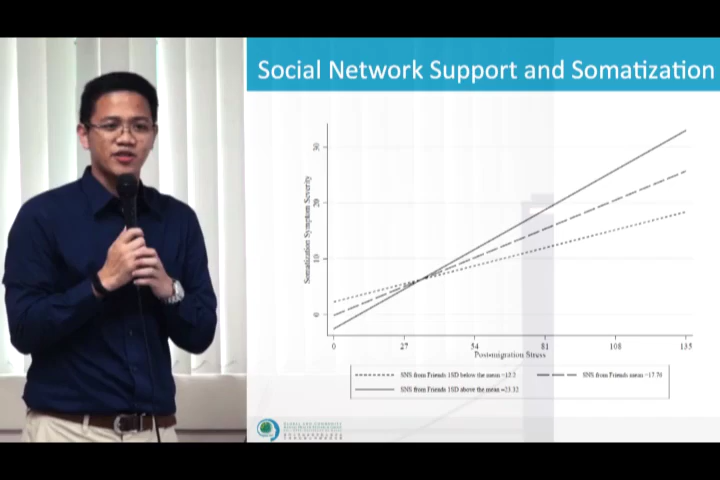 Social Network Support and Somatization
Somatization Symptom Severity
30
20
10
0
0 27 54 81 108 135
Postmigration Stress
SNS from Friends 1SD below the mean =12.2
SNS from Friends mean =17.76
SNS from Friends 1SD above the mean =23.32